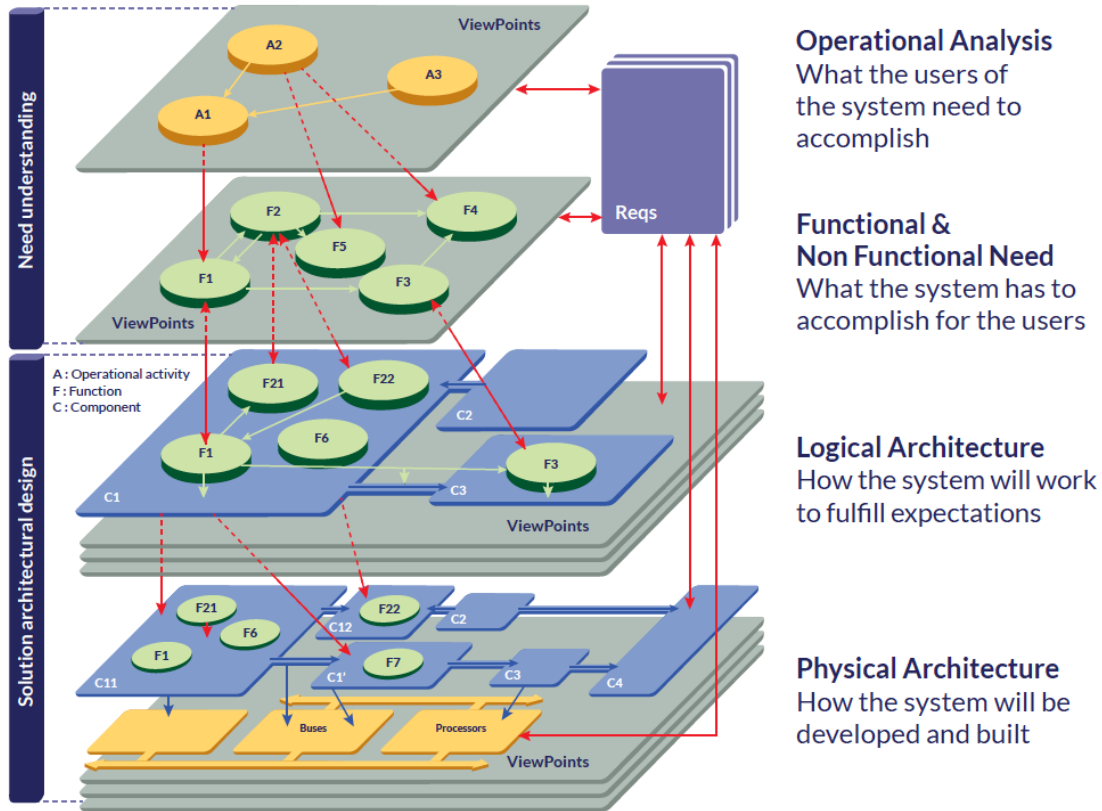 Need understanding
ViewPoints
A2
A3
A1
Reqs
Operational Analysis
What the users of
the system need to
accomplish
F2
F4
F5
F1
F3
ViewPoints
Functional &
Non Functional Need
What the system has to
accomplish for the users
Solution architectural design
A : Operational activity
F : Function
C : Component
F21
F22
F6
F1
C1
C2
F3
C3
ViewPoints
Logical Architecture
How the system will work
to fulfill expectations
F21
F6
F1
C11
F22
C12
C2
F7
C1'
C3
C4
Buses
Processors
ViewPoints
Physical Architecture
How the system will be
developed and built